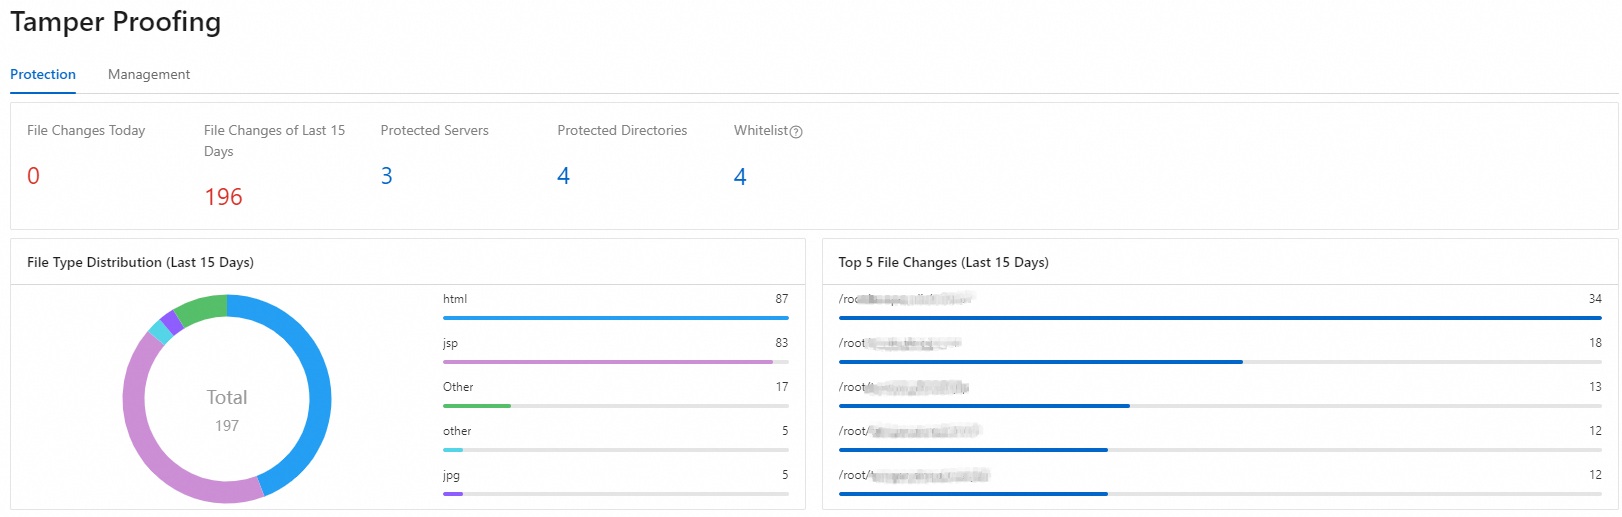 Tamper Proofing
Protection Management
File Changes Today
0
File Changes of Last 15
Days
196
Protected Servers
3
Protected Directories
4
Whitelist
4
File Type Distribution (Last 15 Days)
Total
197
html 87
jsp 83
Other 17
other 5
jpg 5
Top 5 File Changes (Last 15 Days)
34
/root 18
/root 13
/root/ 12
/root/ 12